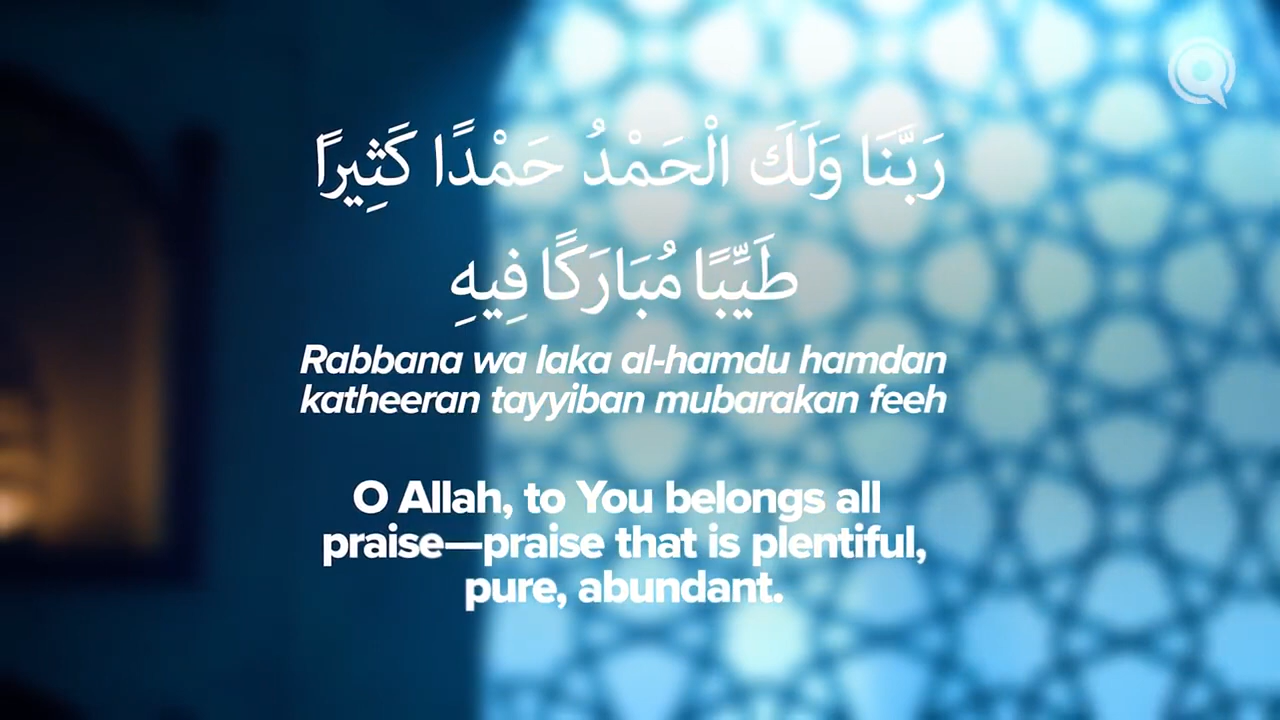 رَبَّنَا وَلَكَ الْحَمْدُ حَمْدًا كَثِيرًا
طَيِّبًا مُبَارَكًا فِيهِ
Rabbana wa laka al-hamdu hamdan
katheeran tayyiban mubarakan feeh
O Allah, to You belongs all
praise—praise that is plentiful,
pure, abundant.